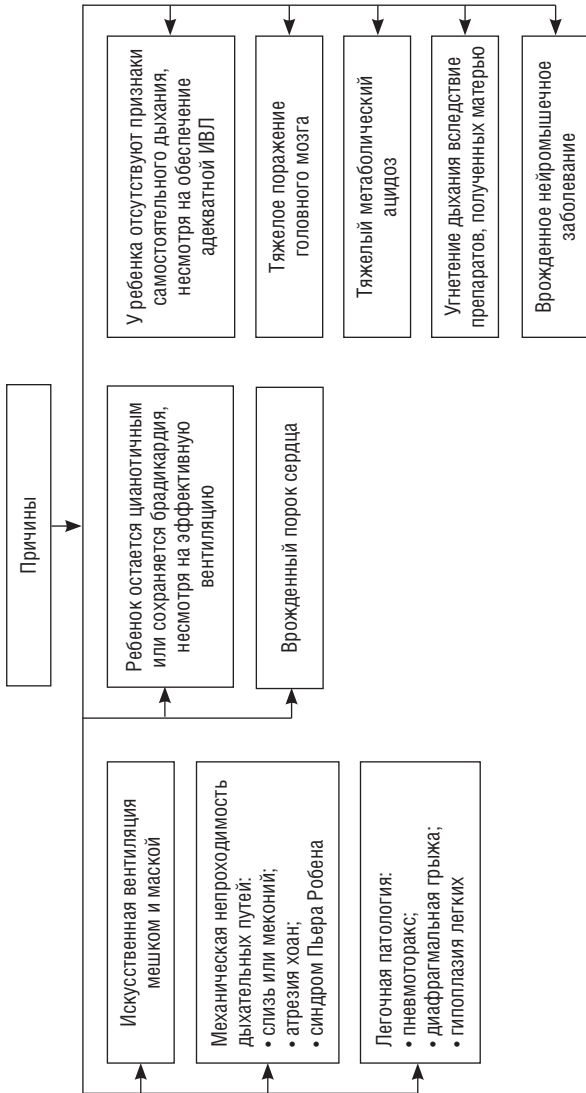 Причины
Искусственная вентиляция
мешком и маской
Механическая непроходимость
дыхательных путей:
• слизь или меконий;
• атрезия хоан;
• синдром Пьера Робена
Легочная патология:
• пневмоторакс;
• диафрагмальная грыжа;
• гипоплазия легких
Ребенок остается цианотичным
или сохраняется брадикардия,
несмотря на эффективную
вентиляцию
Врожденный порок сердца
У ребенка отсутствуют признаки
самостоятельного дыхания,
несмотря на обеспечение
адекватной ИВЛ
Тяжелое поражение
головного мозга
Тяжелый метаболический
ацидоз
Угнетение дыхания вследствие
препаратов, полученных матерью
Врожденное нейромышечное
заболевание